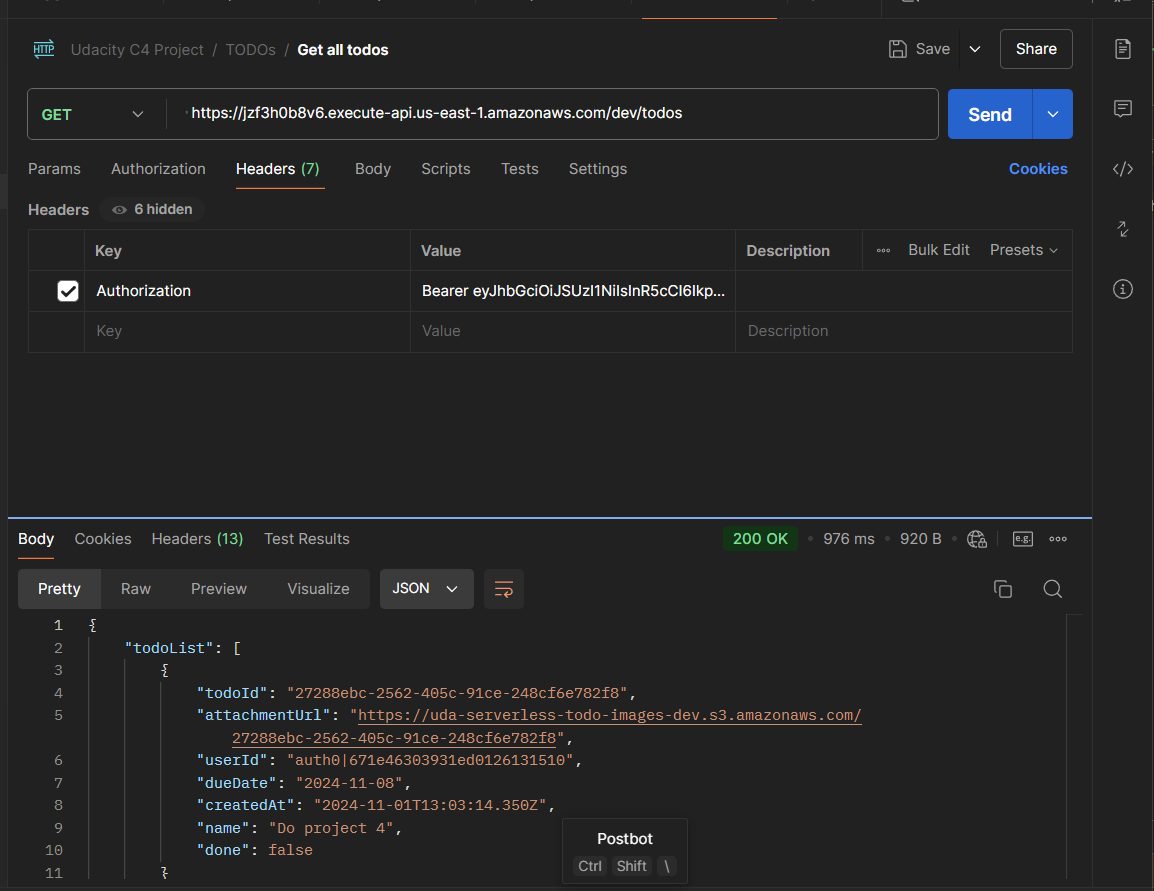 HTTP Udacity C4 Project / TODOs / Get all todos Save Share
GET https://jzf3h0b8v6.execute-api.us-east-1.amazonaws.com/dev/todos Send
Params Authorization Headers (7) Body Scripts Tests Settings Cookies
Headers 6 hidden
Key Value Description Bulk Edit Presets
Authorization Bearer eyJhbGciOiJSUzI1NiIsInR5cCI6Ikp...
Key Value Description
Body Cookies Headers (13) Test Results 200 OK • 976 ms • 920 B • e.g.
Pretty Raw Preview Visualize JSON
1 {
2 "todoList": [
3 {
4 "todoId": "27288ebc-2562-405c-91ce-248cf6e782f8",
5 "attachmentUrl": "https://uda-serverless-todo-images-dev.s3.amazonaws.com/
27288ebc-2562-405c-91ce-248cf6e782f8",
6 "userId": "auth0|671e46303931ed0126131510",
7 "dueDate": "2024-11-08",
8 "createdAt": "2024-11-01T13:03:14.350Z",
9 "name": "Do project 4",
10 "done": false
11 }
Postbot
Ctrl Shift \